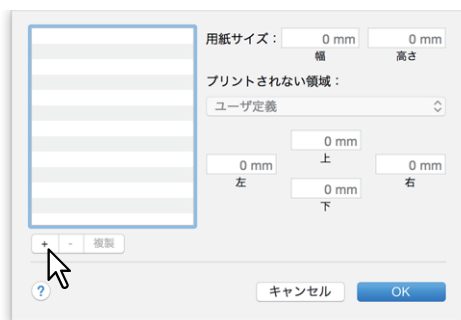 用紙サイズ： 0 mm 0 mm
幅 高さ
プリントされない領域：
ユーザ定義
0 mm
上
0 mm 0 mm
左 右
0 mm
下
+ - 複製
? キャンセル OK